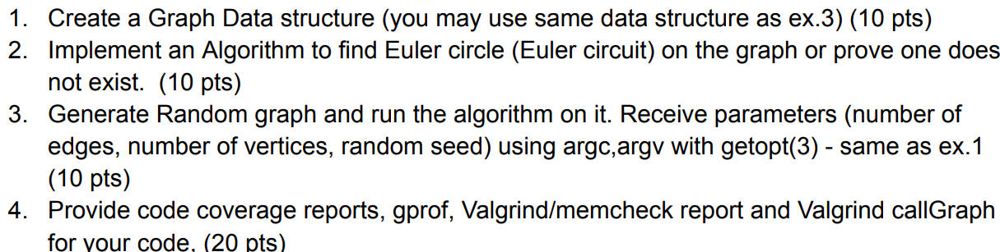 1. Create a Graph Data structure (you may use same data structure as ex.3) (10 pts)
2. Implement an Algorithm to find Euler circle (Euler circuit) on the graph or prove one does
not exist.  (10 pts)
3. Generate Random graph and run the algorithm on it. Receive parameters (number of
edges, number of vertices, random seed) using argc,argv with getopt(3) - same as ex.1
(10 pts)
4. Provide code coverage reports, gprof, Valgrind/memcheck report and Valgrind callGraph
for your code, (20 pts)